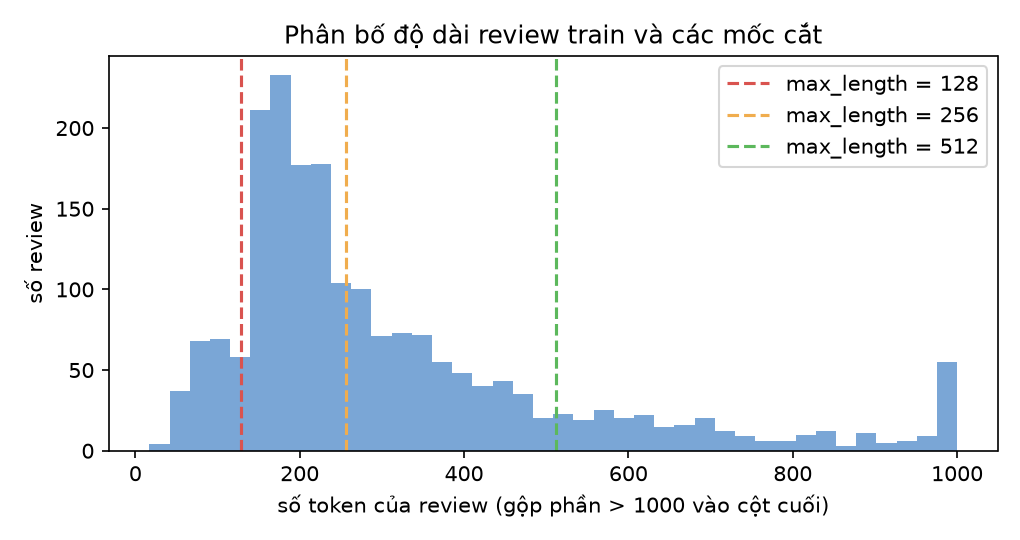 Phân bố độ dài review train và các mốc cắt
max_length = 128
max_length = 256
max_length = 512
số review
200
150
100
50
0
0 200 400 600 800 1000
số token của review (gộp phần > 1000 vào cột cuối)